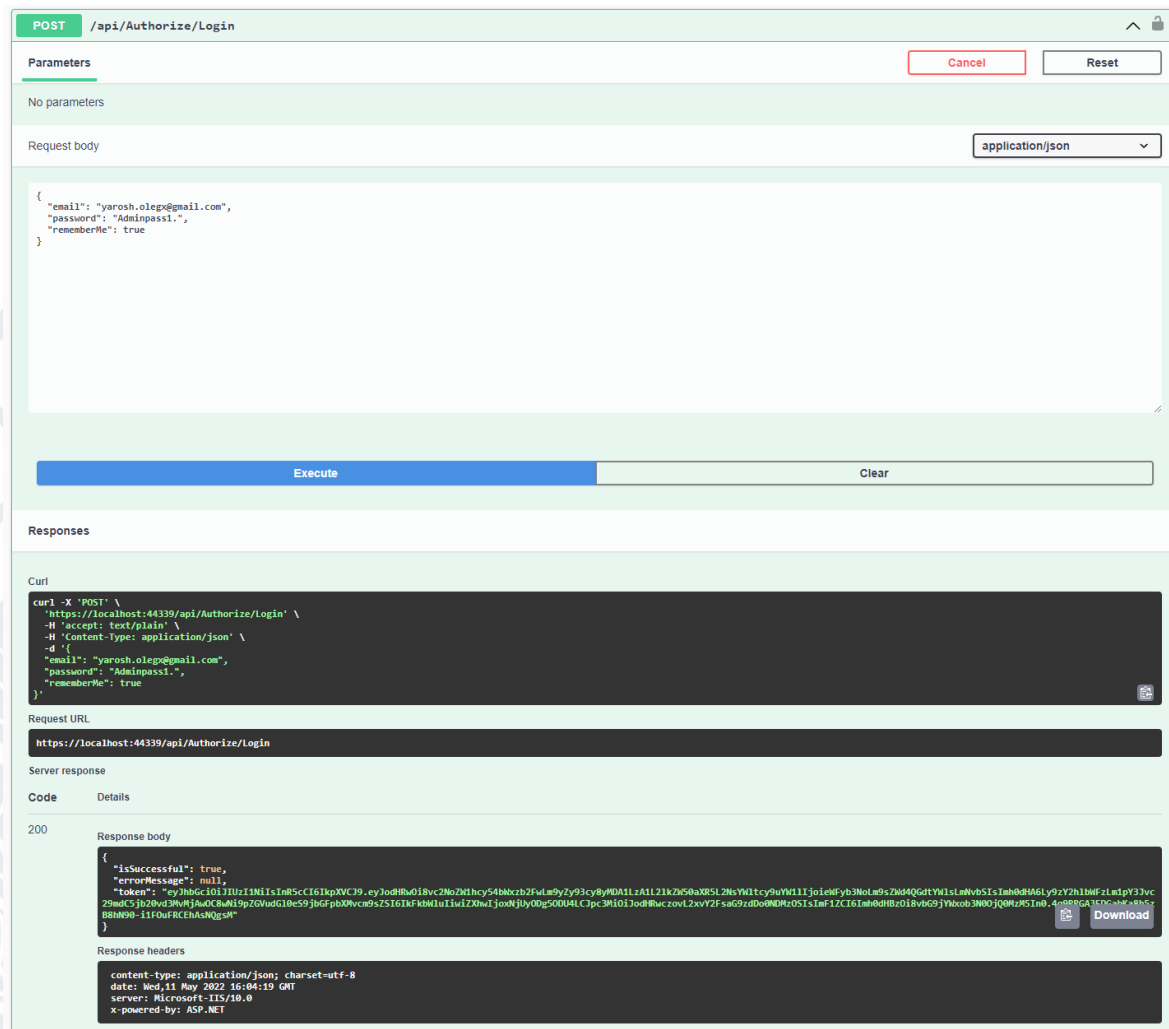 POST /api/Authorize/Login
Parameters
Cancel
Reset
No parameters
Request body
application/json
{
"email": "yarosh.olegx@gmail.com",
"password": "Adminpass1.",
"rememberMe": true
}
Execute
Clear
Responses
Curl
curl -X 'POST' \
'https://localhost:44339/api/Authorize/Login' \
-H 'accept: text/plain' \
-H 'Content-Type: application/json' \
-d '{
"email": "yarosh.olegx@gmail.com",
"password": "Adminpass1.",
"rememberMe": true
}'
Request URL
https://localhost:44339/api/Authorize/Login
Server response
Code Details
200
Response body
{
"isSuccessful": true,
"errorMessage": null,
"token":
Download
}
Response headers
content-type: application/json; charset=utf-8
date: Wed,11 May 2022 16:04:19 GMT
server: Microsoft-IIS/10.0
x-powered-by: ASP.NET